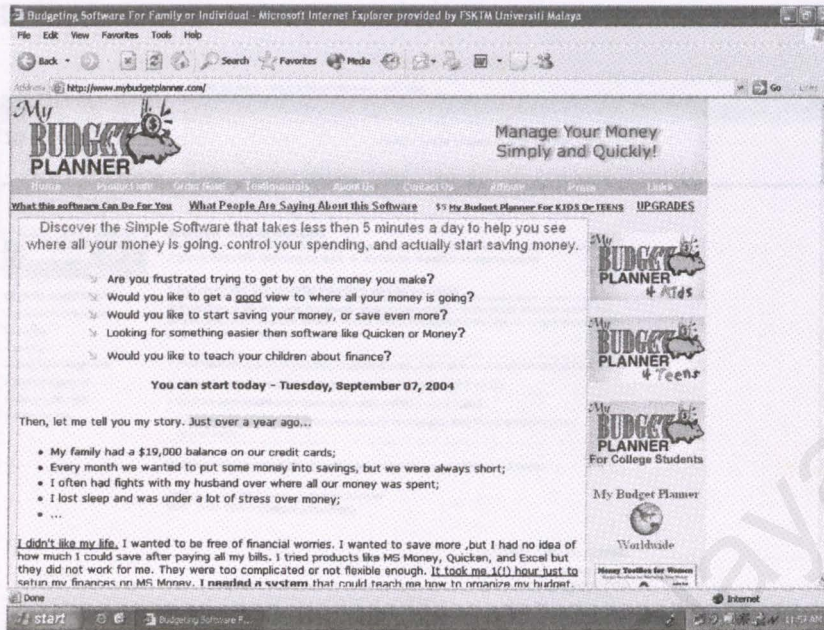 Budgeting Software For Family or Individual - Microsoft Internet Explorer provided by FSKTM Universiti Malaya
File Edit View Favorites Tools Help
Back Search Favorites Media
Address http://www.mybudgetplanner.com/ Go
My
BUDGET
PLANNER
Manage Your Money
Simply and Quickly!
Home Product Info Order Now! Testimonials About Us Contact Us Affiliate Press Links
What this software Can Do For You What People Are Saying About this Software $5 My Budget Planner For KIDS Or TEENS UPGRADES
Discover the Simple Software that takes less then 5 minutes a day to help you see
where all your money is going, control your spending, and actually start saving money.
Are you frustrated trying to get by on the money you make?
Would you like to get a good view to where all your money is going?
Would you like to start saving your money, or save even more?
Looking for something easier then software like Quicken or Money?
Would you like to teach your children about finance?
You can start today - Tuesday, September 07, 2004
Then, let me tell you my story. Just over a year ago...
• My family had a $19,000 balance on our credit cards;
• Every month we wanted to put some money into savings, but we were always short;
• I often had fights with my husband over where all our money was spent;
• I lost sleep and was under a lot of stress over money;
• ...
I didn't like my life. I wanted to be free of financial worries. I wanted to save more ,but I had no idea of
how much I could save after paying all my bills. I tried products like MS Money, Quicken, and Excel but
they did not work for me. They were too complicated or not flexible enough. It took me 1(!) hour just to
setup my finances on MS Money. I needed a system that could teach me how to organize my budget,
My
BUDGET
PLANNER
4 Kids
My
BUDGET
PLANNER
4 Teens
My
BUDGET
PLANNER
For College Students
My Budget Planner
Worldwide
Money Toolbox for Women
Done Internet
start Budgeting Software F... 11:57 AM